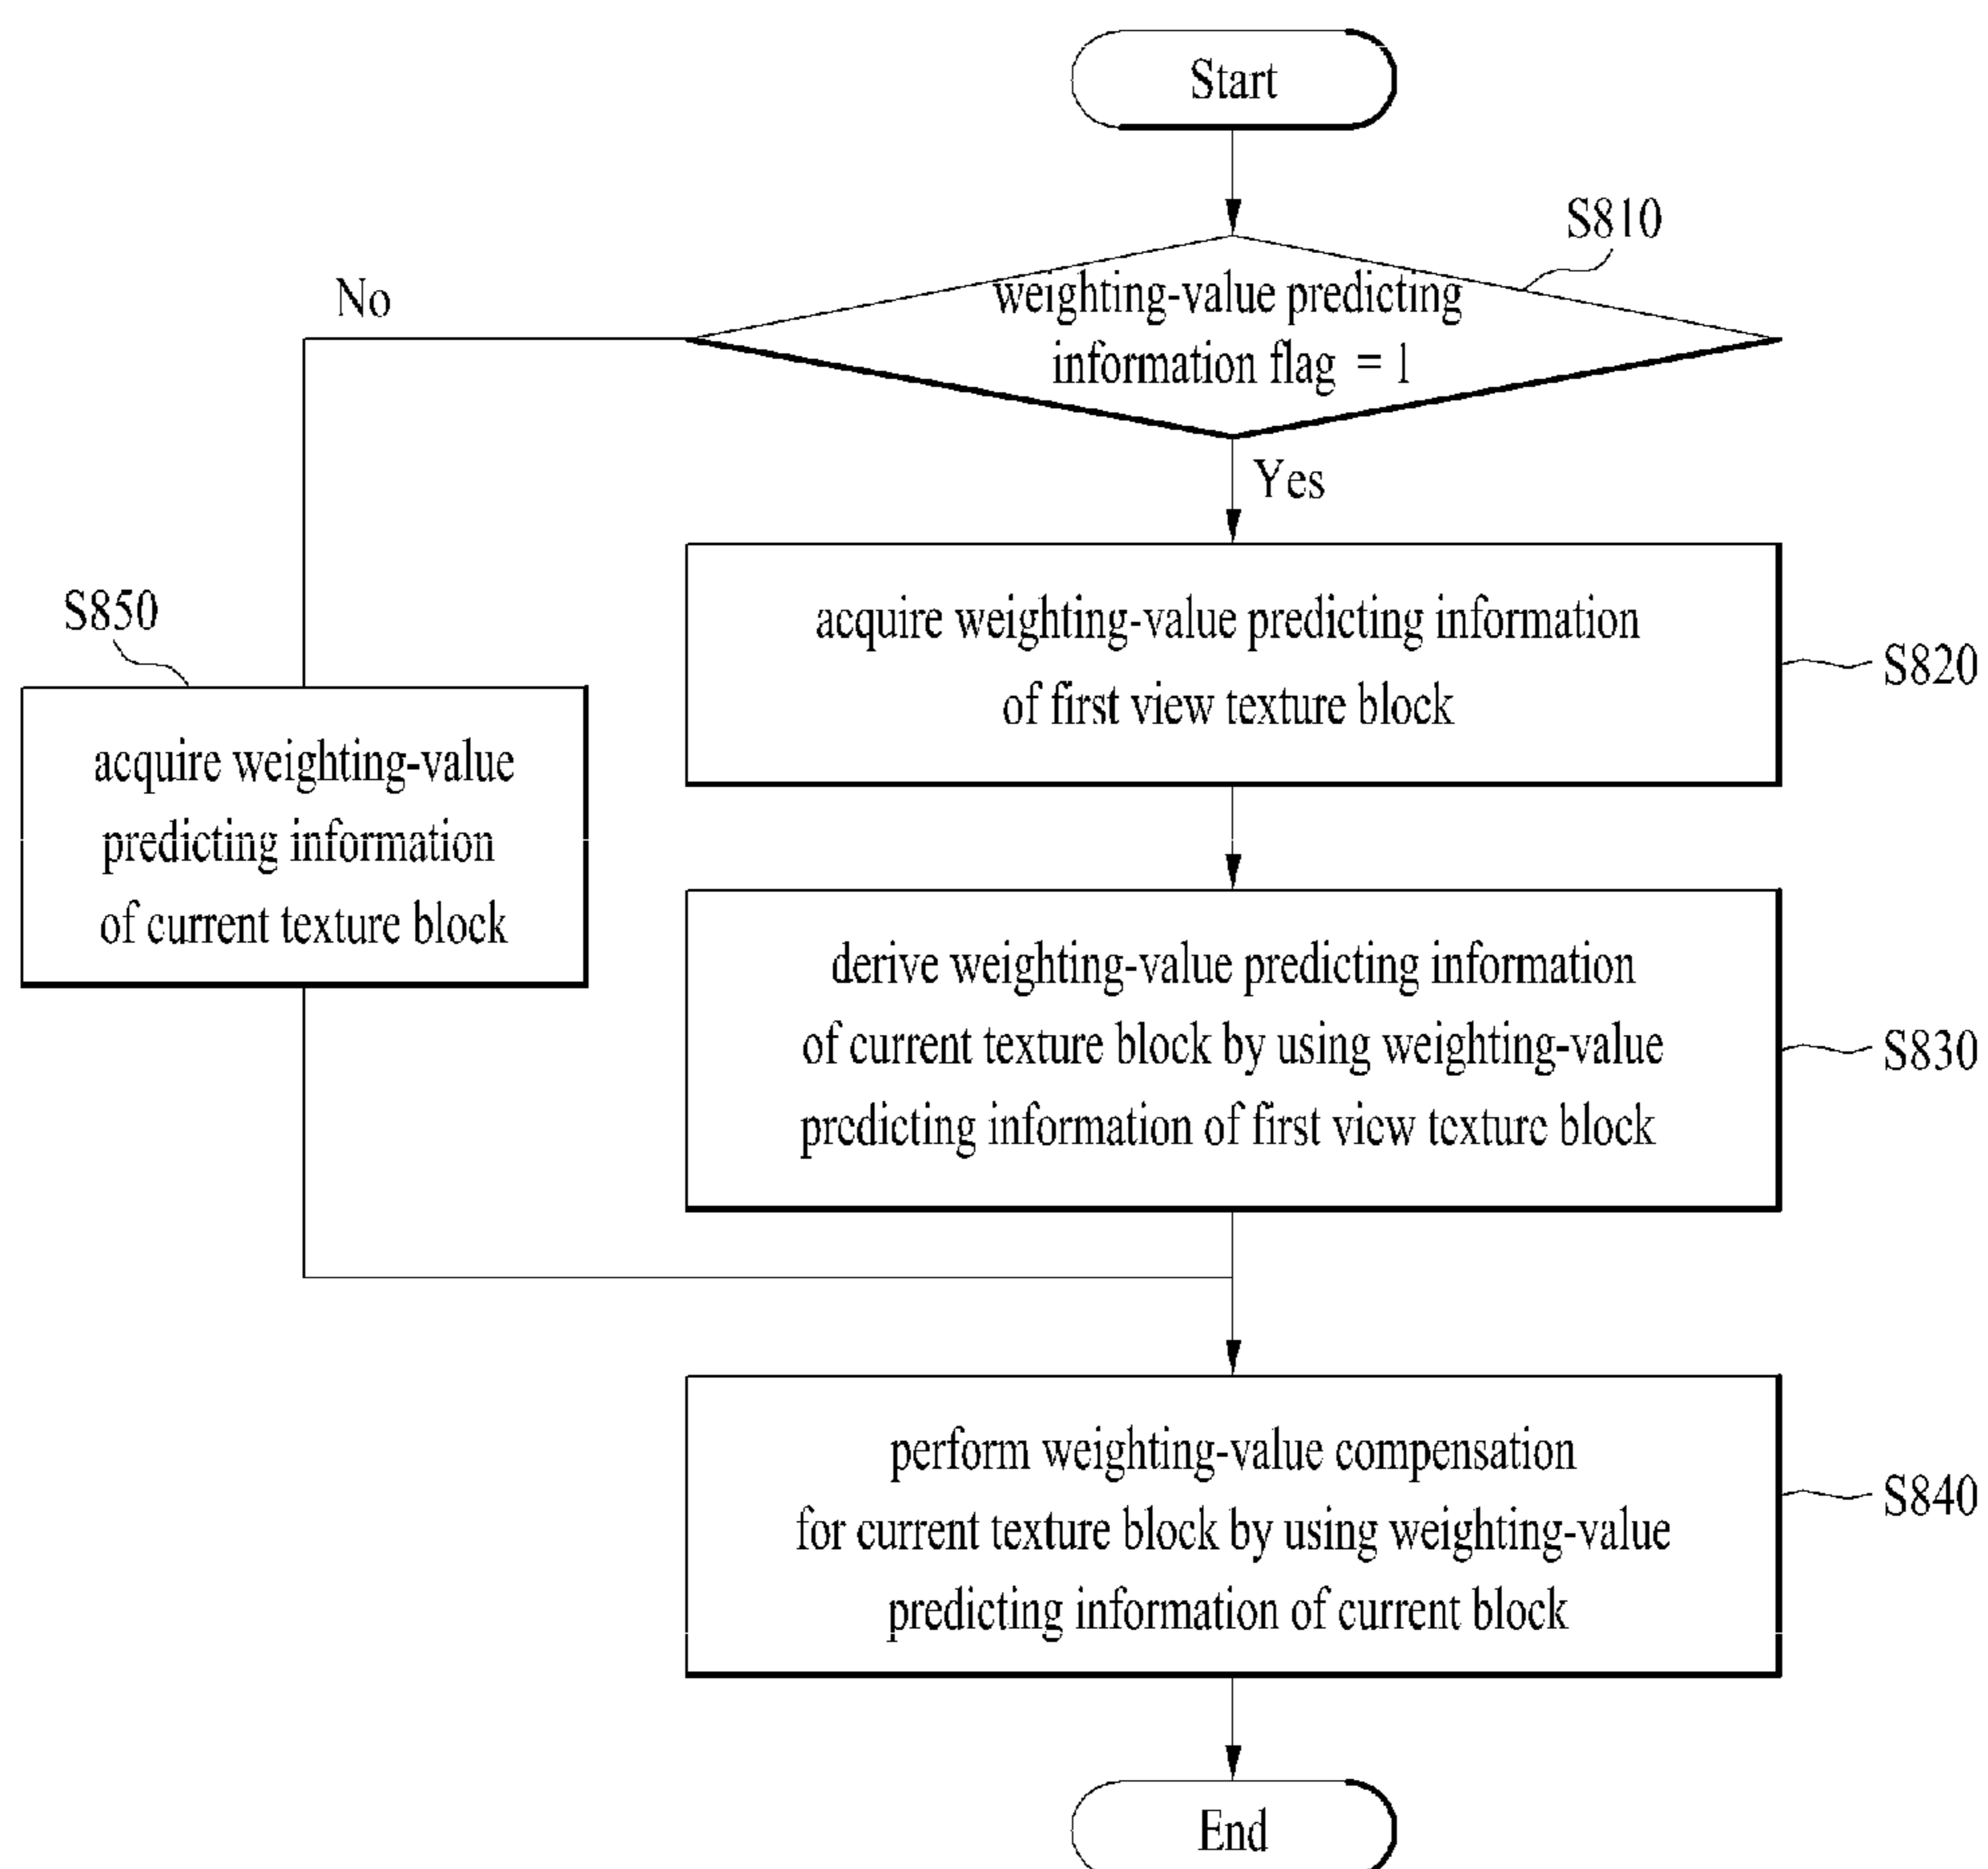 Start
S810
No
weighting-value predicting
information flag = 1
Yes
S850
acquire weighting-value predicting information
of first view texture block
S820
acquire weighting-value
predicting information
of current texture block
derive weighting-value predicting information
of current texture block by using weighting-value
predicting information of first view texture block
S830
perform weighting-value compensation
for current texture block by using weighting-value
predicting information of current block
S840
End